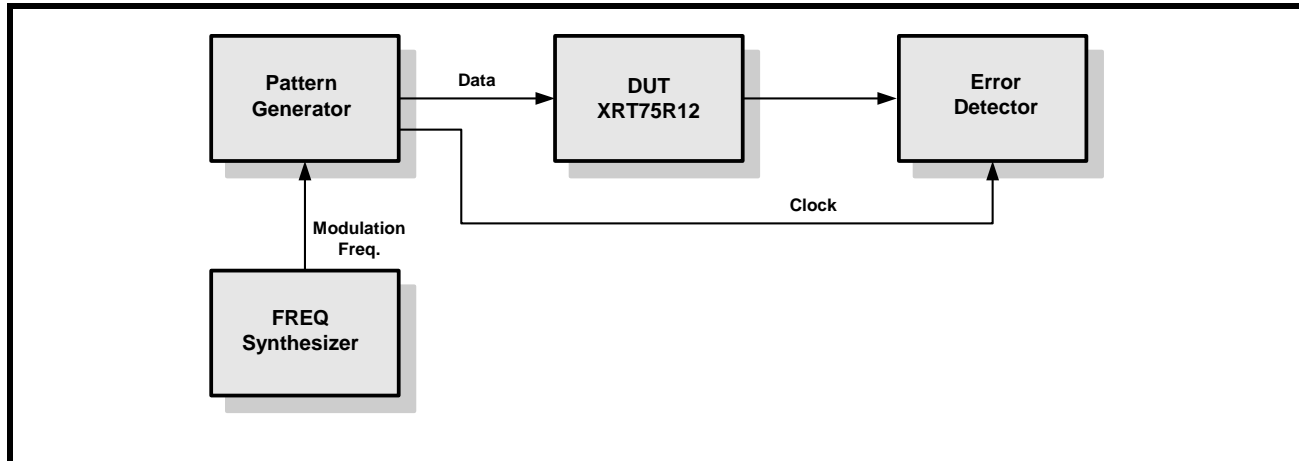 Pattern
Generator
Data
DUT
XRT75R12
Error
Detector
Clock
Modulation
Freq.
FREQ
Synthesizer